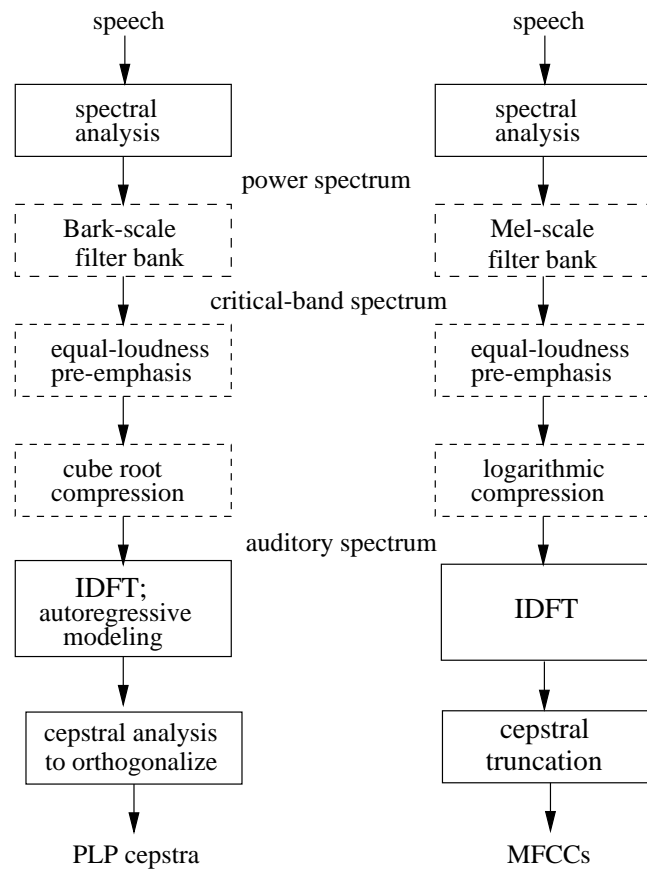 speech
speech
spectral
analysis
spectral
analysis
power spectrum
Bark-scale
filter bank
Mel-scale
filter bank
critical-band spectrum
equal-loudness
pre-emphasis
equal-loudness
pre-emphasis
cube root
compression
logarithmic
compression
auditory spectrum
IDFT;
autoregressive
modeling
IDFT
cepstral analysis
to orthogonalize
cepstral
truncation
PLP cepstra
MFCCs